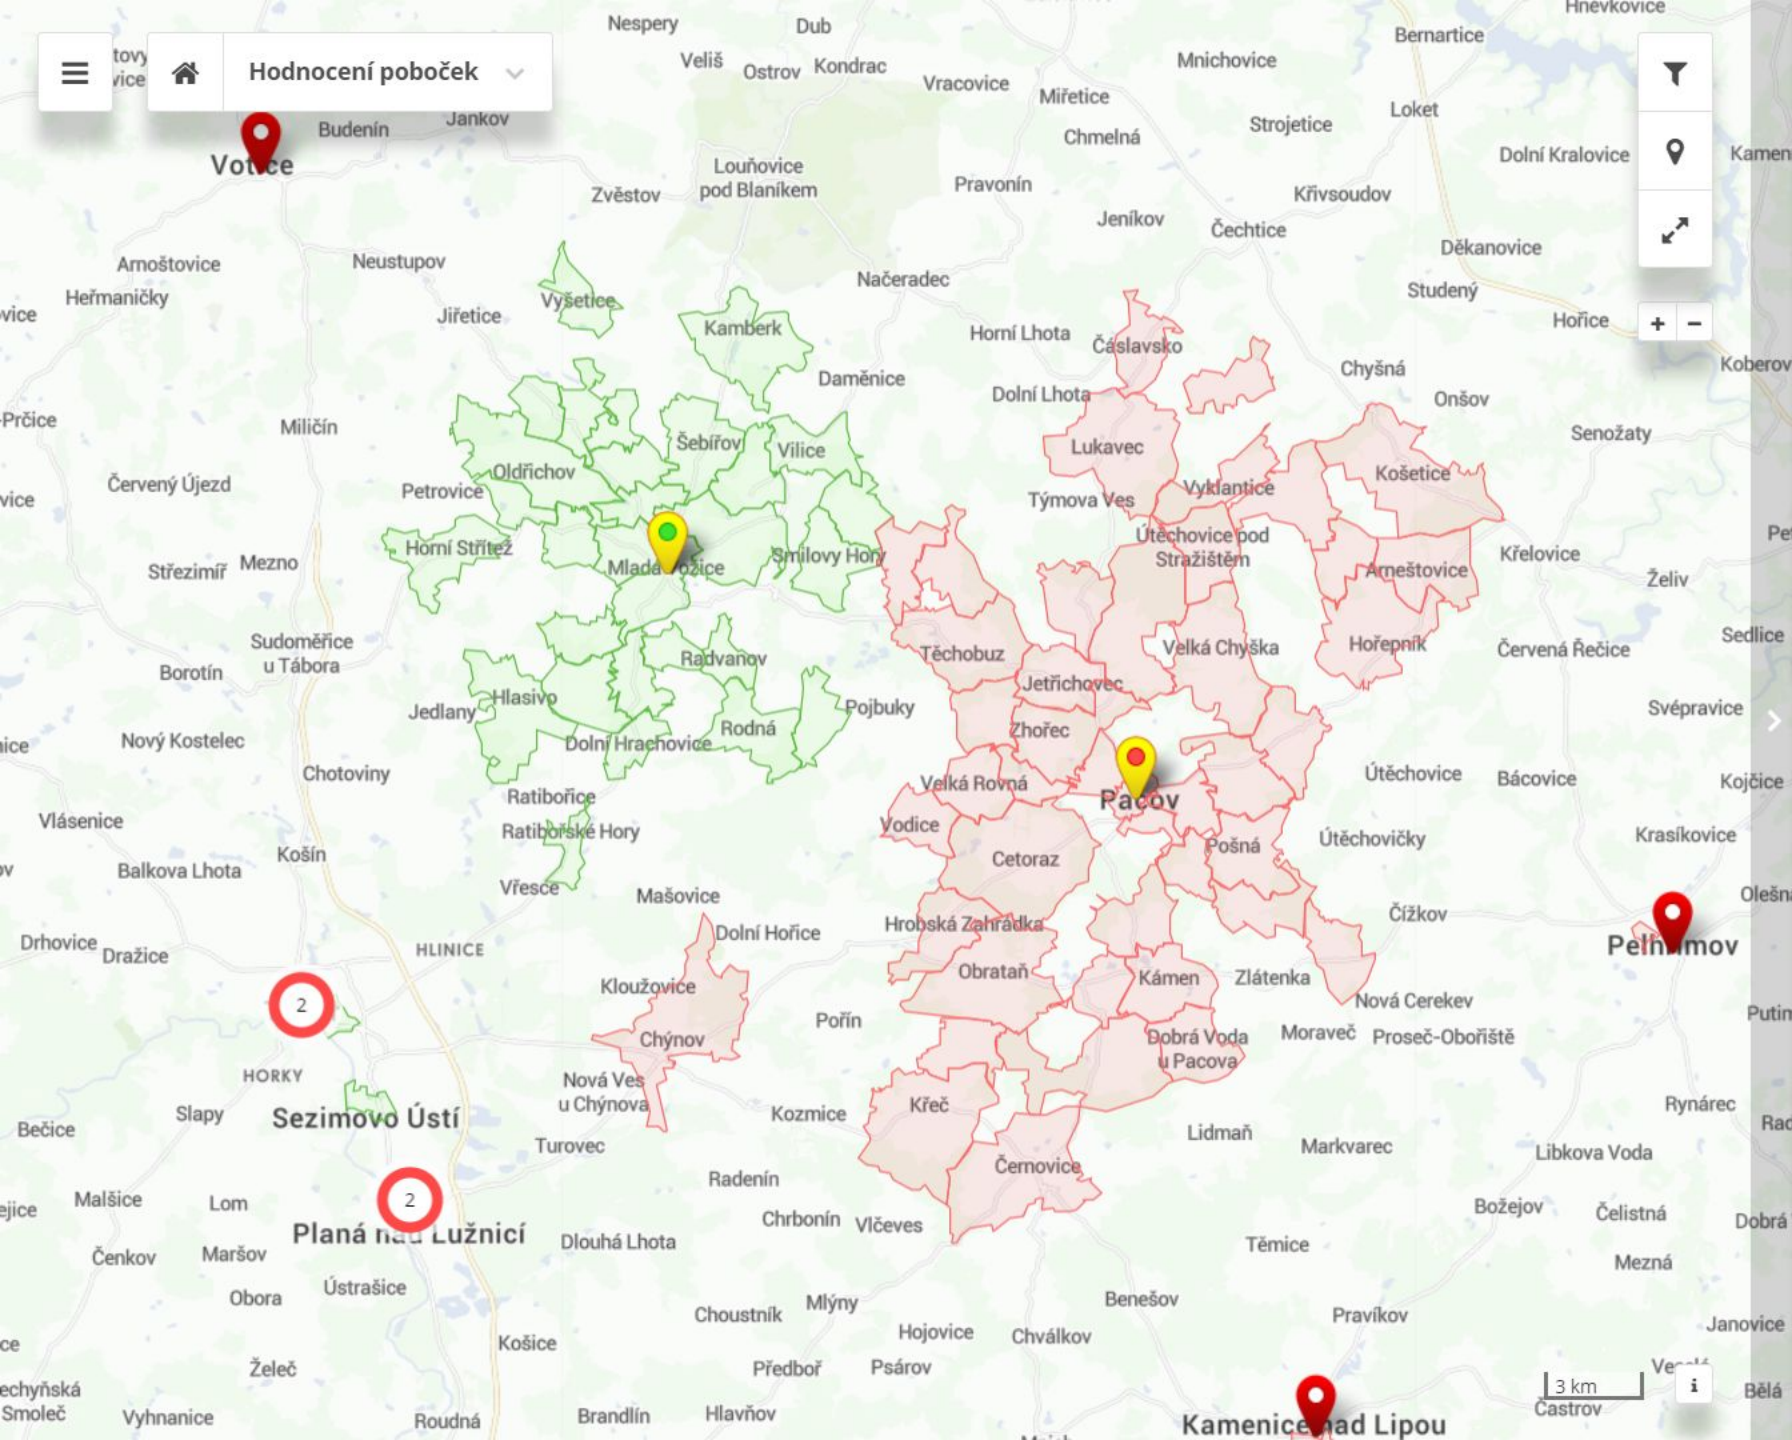 Nespery
Dub
Hněvkovice
Bernartice
Hodnocení poboček
Veliš
Ostrov
Kondrac
Mnichovice
Vracovice
Miřetice
Loket
Jankov
Budenín
Chmelná
Strojetice
Dolní Kralovice
Votice
Louňovice
pod Blaníkem
Zvěstov
Pravonín
Křivsoudov
Jeníkov
Čechtice
Děkanovice
Arnoštovice
Neustupov
Načeradec
Studený
Heřmaničky
Vyšetice
Jiřetice
Kamberk
Horní Lhota
Čáslavsko
Hořice
+
−
Chyšná
Daměnice
Dolní Lhota
Onšov
Miličín
Senožaty
Šebířov
Vilice
Lukavec
Oldřichov
Košetice
Červený Újezd
Petrovice
Vyklantice
Týmova Ves
Útěchovice pod
Stražištěm
Horní Střítež
Smilovy Hory
Křelovice
Mezno
Střezimíř
Mladá Vožice
Arneštovice
Želiv
Sudoměřice
u Tábora
Sedlice
Borotín
Radvanov
Těchobuz
Velká Chyška
Hořepník
Červená Řečice
Jetřichovec
Hlasivo
Jedlany
Pojbuky
Svépravice
Rodná
Zhořec
Nový Kostelec
Dolní Hrachovice
Chotoviny
Velká Rovná
Útěchovice
Bácovice
Kojčice
Ratibořice
Pacov
Vlásenice
Ratibořské Hory
Vodice
Krasíkovice
Košín
Cetoraz
Pošná
Útěchovičky
Balkova Lhota
Vřesce
Mašovice
Hrobská Zahrádka
Čížkov
Drhovice
Dražice
HLINICE
Dolní Hořice
Pelhřimov
Obrataň
Kámen
Zlátenka
Kloužovice
2
Nová Cerekev
Pořín
Chýnov
Dobrá Voda
u Pacova
Moraveč
Proseč-Obořiště
HORKY
Nová Ves
u Chýnova
Slapy
Sezimovo Ústí
Kozmice
Křeč
Rynárec
Bečice
Turovec
Lidmaň
Markvarec
Libkova Voda
Černovice
Malšice
Lom
2
Radenín
Božejov
Čelistná
Chrbonín
Vlčeves
Planá nad Lužnicí
Dlouhá Lhota
Těmice
Čenkov
Maršov
Mezná
Ústrašice
Obora
Mlýny
Benešov
Choustník
Pravíkov
Janovice
Hojovice
Chválkov
Košice
Želeč
Předboř
Psárov
3 km
i
Bělá
Častrov
Smoleč
Vyhnanice
Roudná
Brandlín
Hlavňov
Kamenice nad Lipou